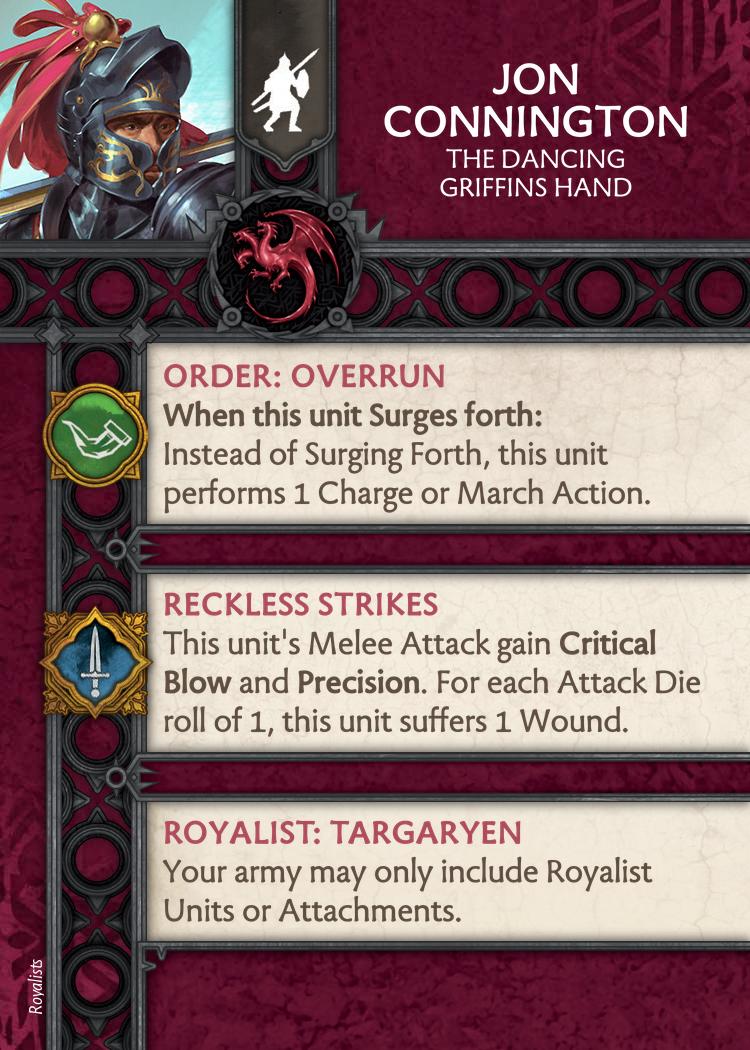 JON
CONNINGTON
THE DANCING
GRIFFINS HAND
ORDER: OVERRUN
When this unit Surges forth:
Instead of Surging Forth, this unit
performs 1 Charge or March Action.
RECKLESS STRIKES
This unit's Melee Attack gain Critical
Blow and Precision. For each Attack Die
roll of 1, this unit suffers 1 Wound.
ROYALIST: TARGARYEN
Your army may only include Royalist
Units or Attachments.
Royalists